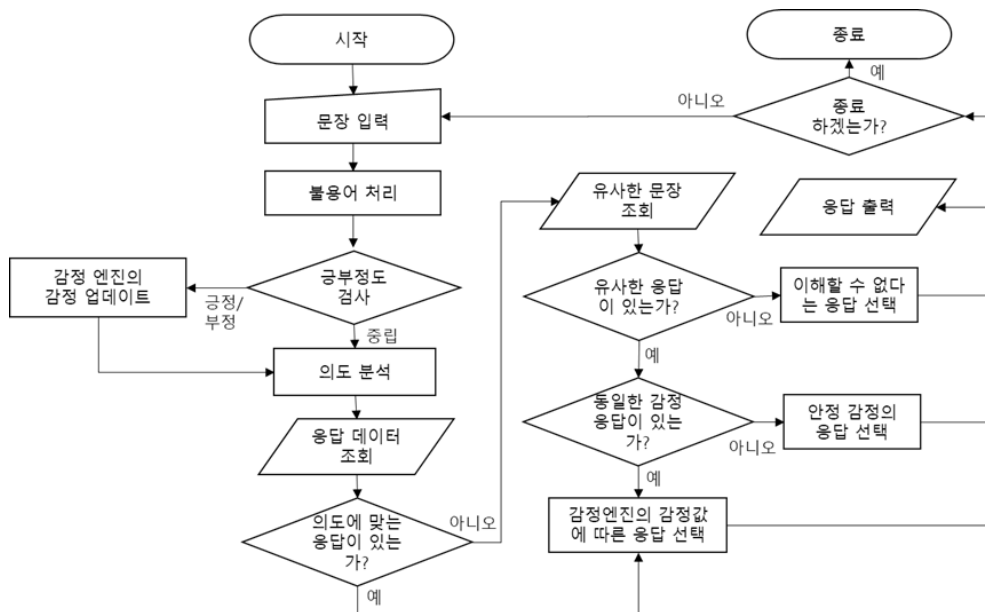 시작
문장 입력
불용어 처리
긍부정도
검사
긍정/
부정
감정 엔진의
감정 업데이트
중립
의도 분석
응답 데이터
조회
의도에 맞는
응답이 있는
가?
아니오
예
유사한 문장
조회
유사한 응답
이 있는가?
아니오
이해할 수 없다
는 응답 선택
예
동일한 감정
응답이 있는
가?
아니오
안정 감정의
응답 선택
예
감정엔진의 감정값
에 따른 응답 선택
응답 출력
종료
하겠는가?
아니오
예
종료